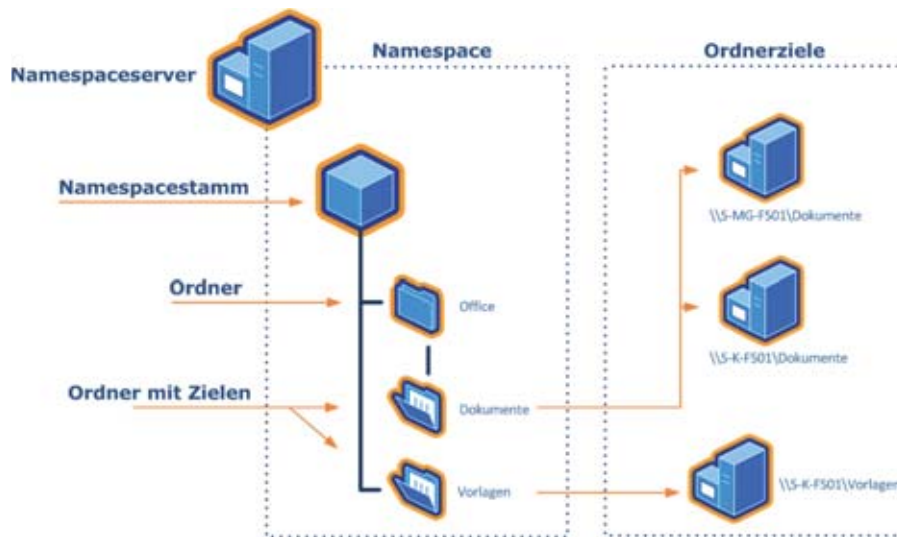 Namespaceserver
Namespace
Ordnerziele
Namespacestamm
\\S-MG-FS01\Dokumente
Ordner
Office
\\S-K-FS01\Dokumente
Ordner mit Zielen
Dokumente
Vorlagen
\\S-K-FS01\Vorlagen